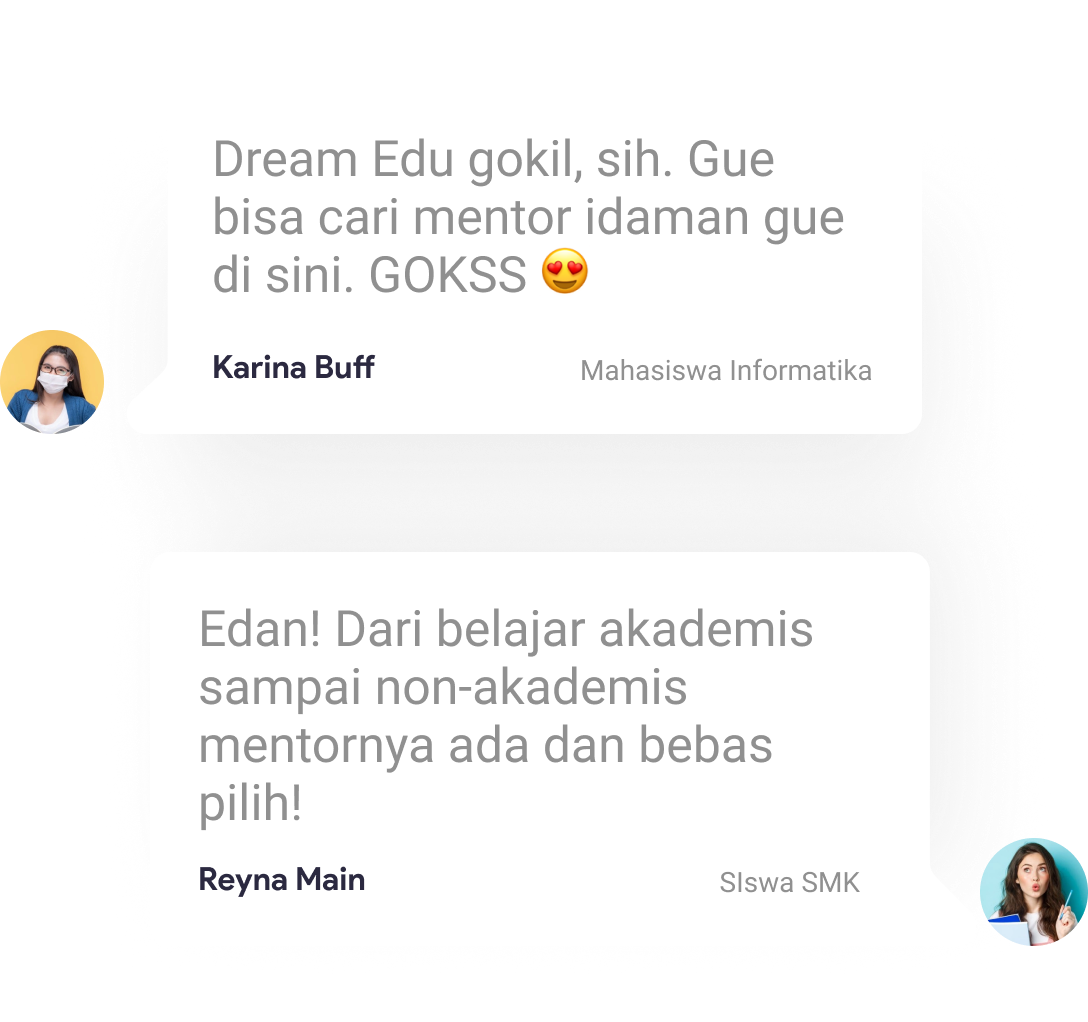 Dream Edu gokil, sih. Gue
bisa cari mentor idaman gue
di sini. GOKSS 😍
Karina Buff
Mahasiswa Informatika
Edan! Dari belajar akademis
sampai non-akademis
mentornya ada dan bebas
pilih!
Reyna Main
SIswa SMK